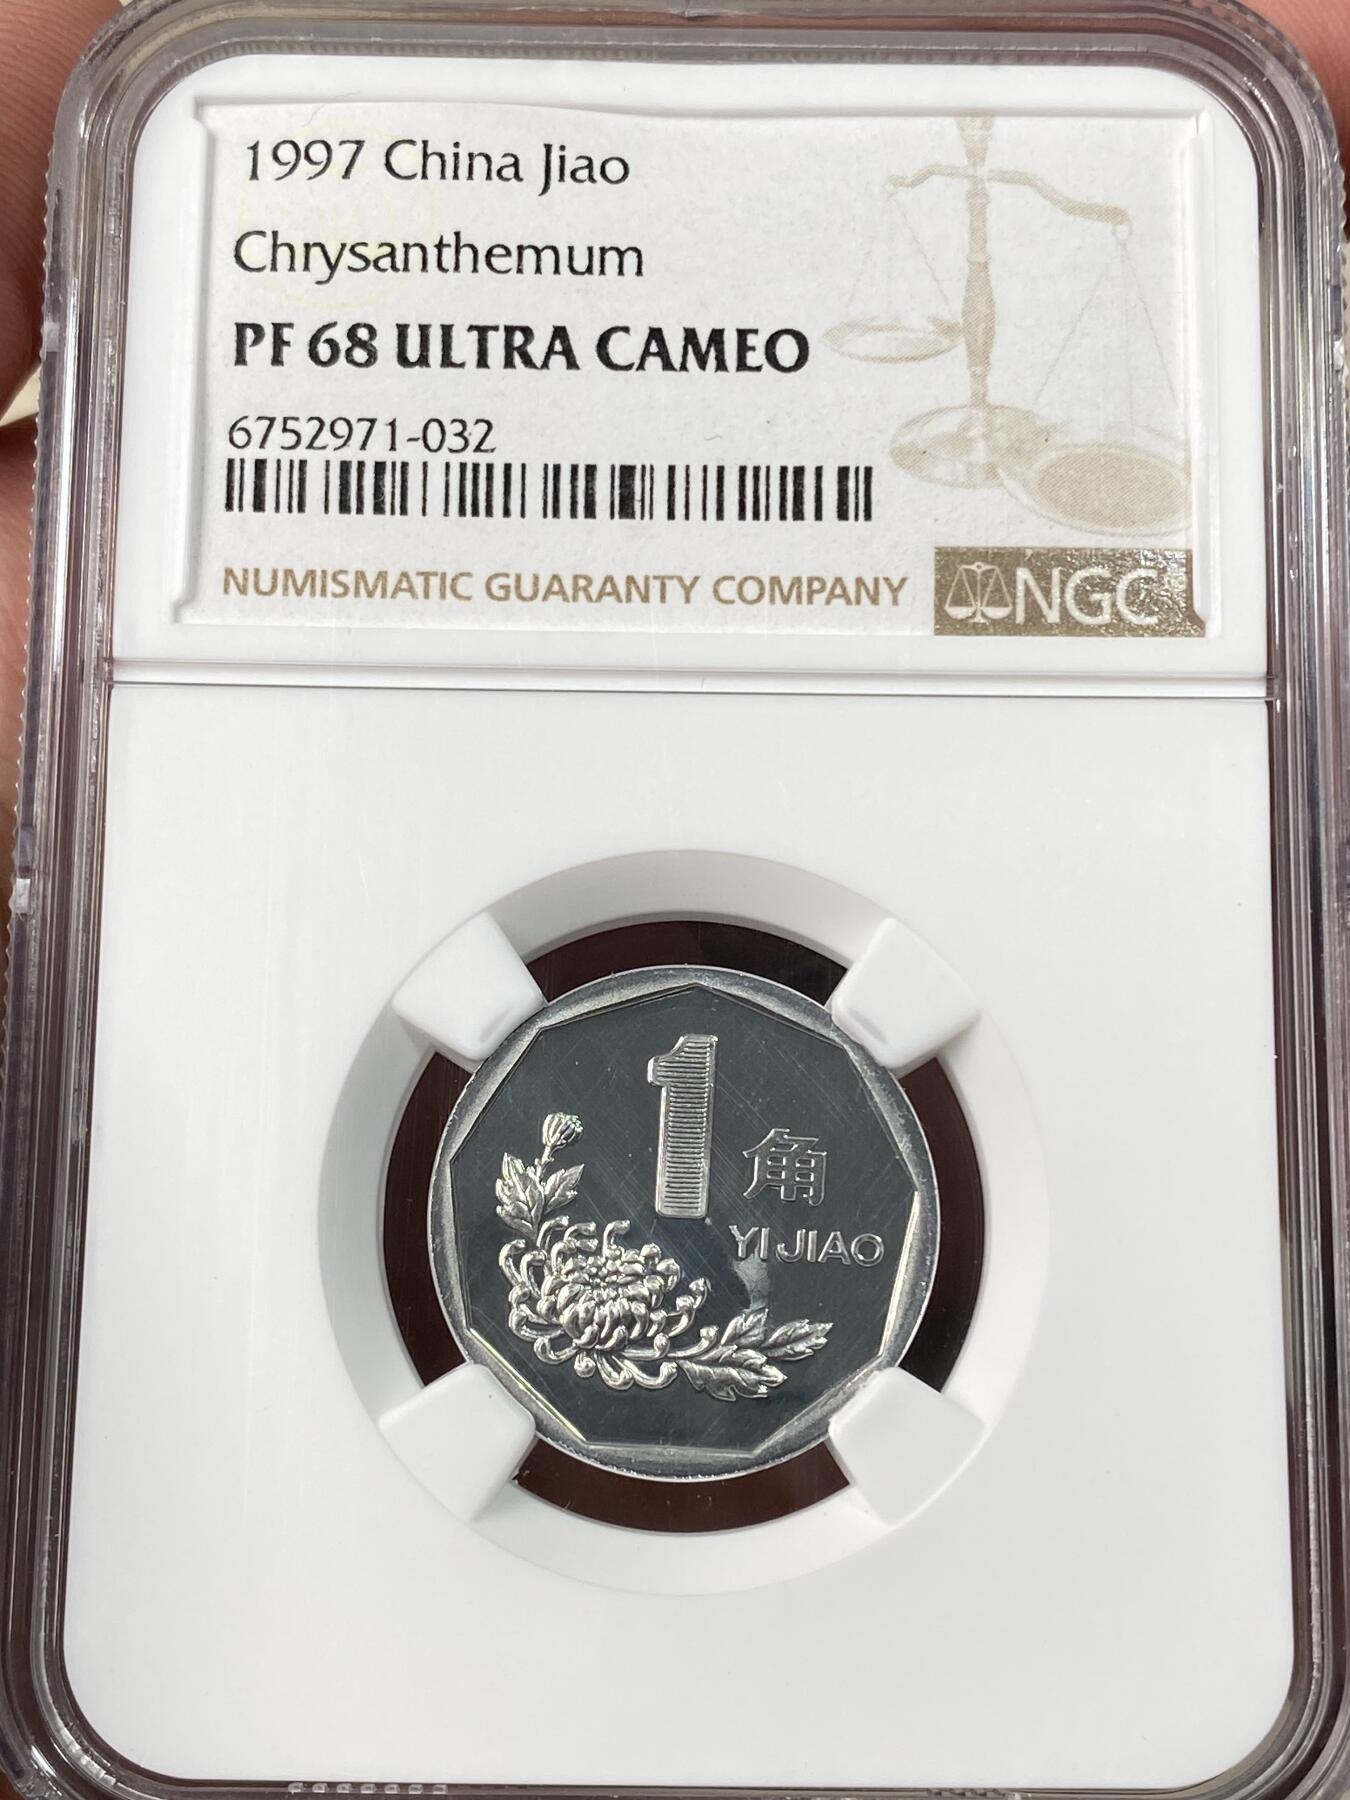 1997 China Jiao
Chrysanthemum
PF 68 ULTRA CAMEO
6752971-032
NUMISMATIC GUARANTY COMPANY
NGC
1
角
YI JIAO